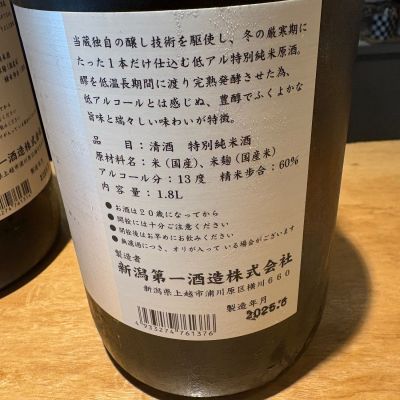 当蔵独自の醸し技術を駆使し、冬の厳寒期に
たった1本だけ仕込む低アル特別純米原酒。
醪を低温長期間に渡り完熟発酵させた為、
低アルコールとは感じぬ、豊醇でふくよかな
旨味と瑞々しい味わいが特徴。
品目：清酒 特別純米酒
原材料名：米（国産）、米麹（国産米）
アルコール分：13度 精米歩合：60%
内容量：1.8L
●お酒は20歳になってから
●開栓には十分ご注意ください
●開栓後はお早めにお飲みください
●無濾過につき、オリが入っている場合がございます
製造者
新潟第一酒造株式会社
新潟県上越市浦川原区横川660
製造年月
2025.6
4933274761376